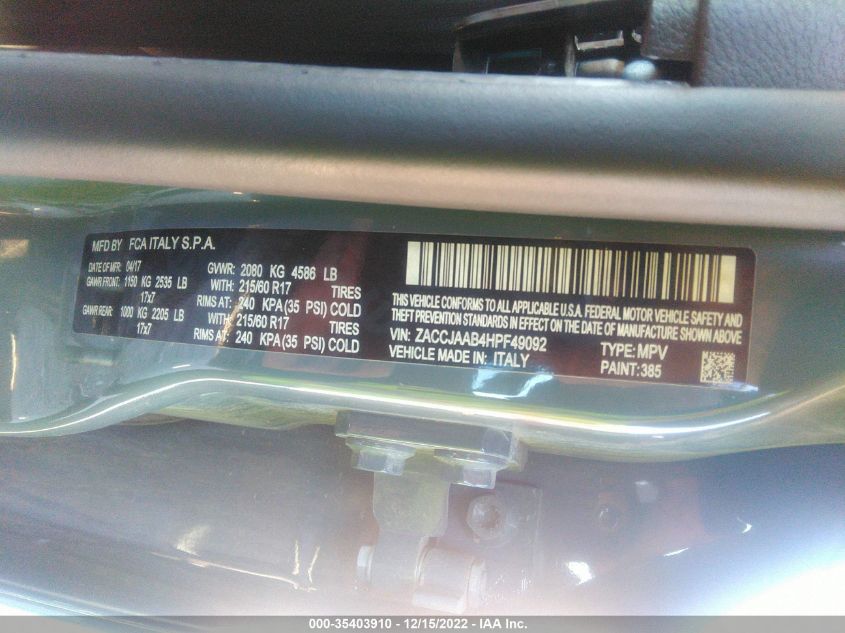 MFD BY FCA ITALY S.P.A.
DATE OF MFR: 04/17 GVWR: 2080 KG 4586 LB
GAWR FRONT: 1150 KG 2535 LB WITH: 215/60 R17 TIRES
17x7 RIMS AT: 240 KPA(35 PSI) COLD
GAWR REAR: 1000 KG 2205 LB WITH: 215/60 R17 TIRES
17x7 RIMS AT: 240 KPA(35 PSI) COLD
THIS VEHICLE CONFORMS TO ALL APPLICABLE U.S.A. FEDERAL MOTOR VEHICLE SAFETY AND
THEFT PREVENTION STANDARDS IN EFFECT ON THE DATE OF MANUFACTURE SHOWN ABOVE
VIN: ZACCJAAB4HPF49092 TYPE: MPV
VEHICLE MADE IN: ITALY PAINT:385
000-35403910 - 12/15/2022 - IAA Inc.